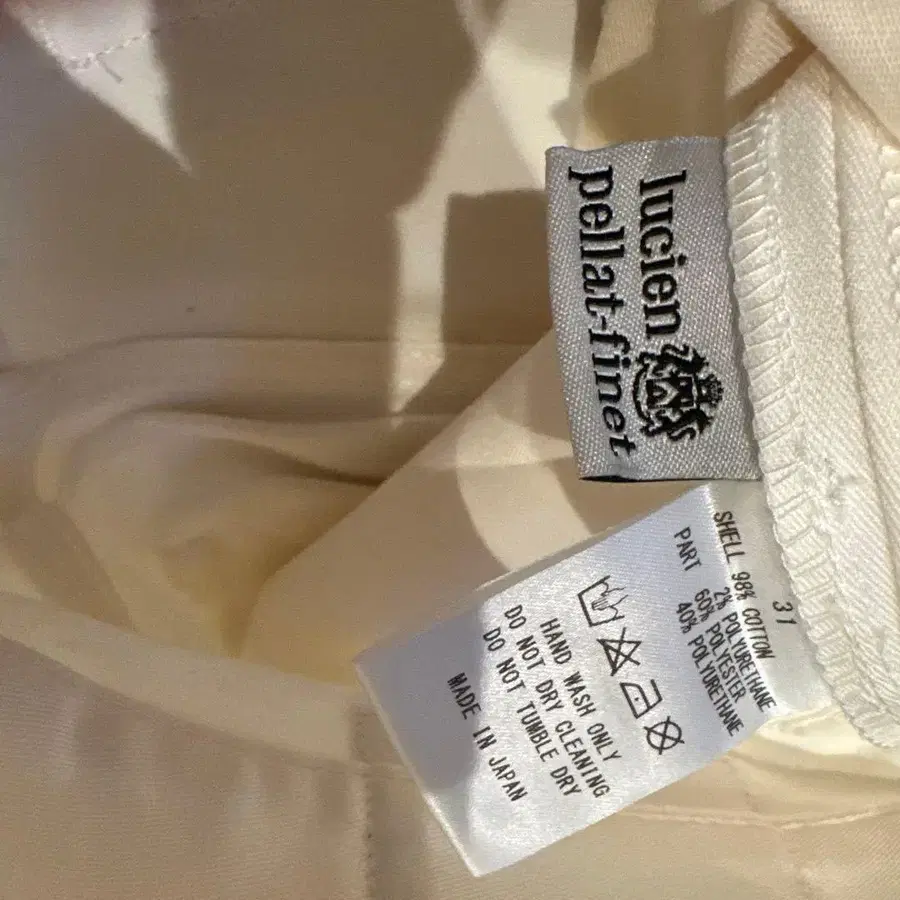 lucien
pellat-finet
31
SHELL 98% COTTON
2% POLYURETHANE
PART 60% POLYESTER
40% POLYURETHANE
HAND WASH ONLY
DO NOT DRY CLEANING
DO NOT TUMBLE DRY
MADE IN JAPAN